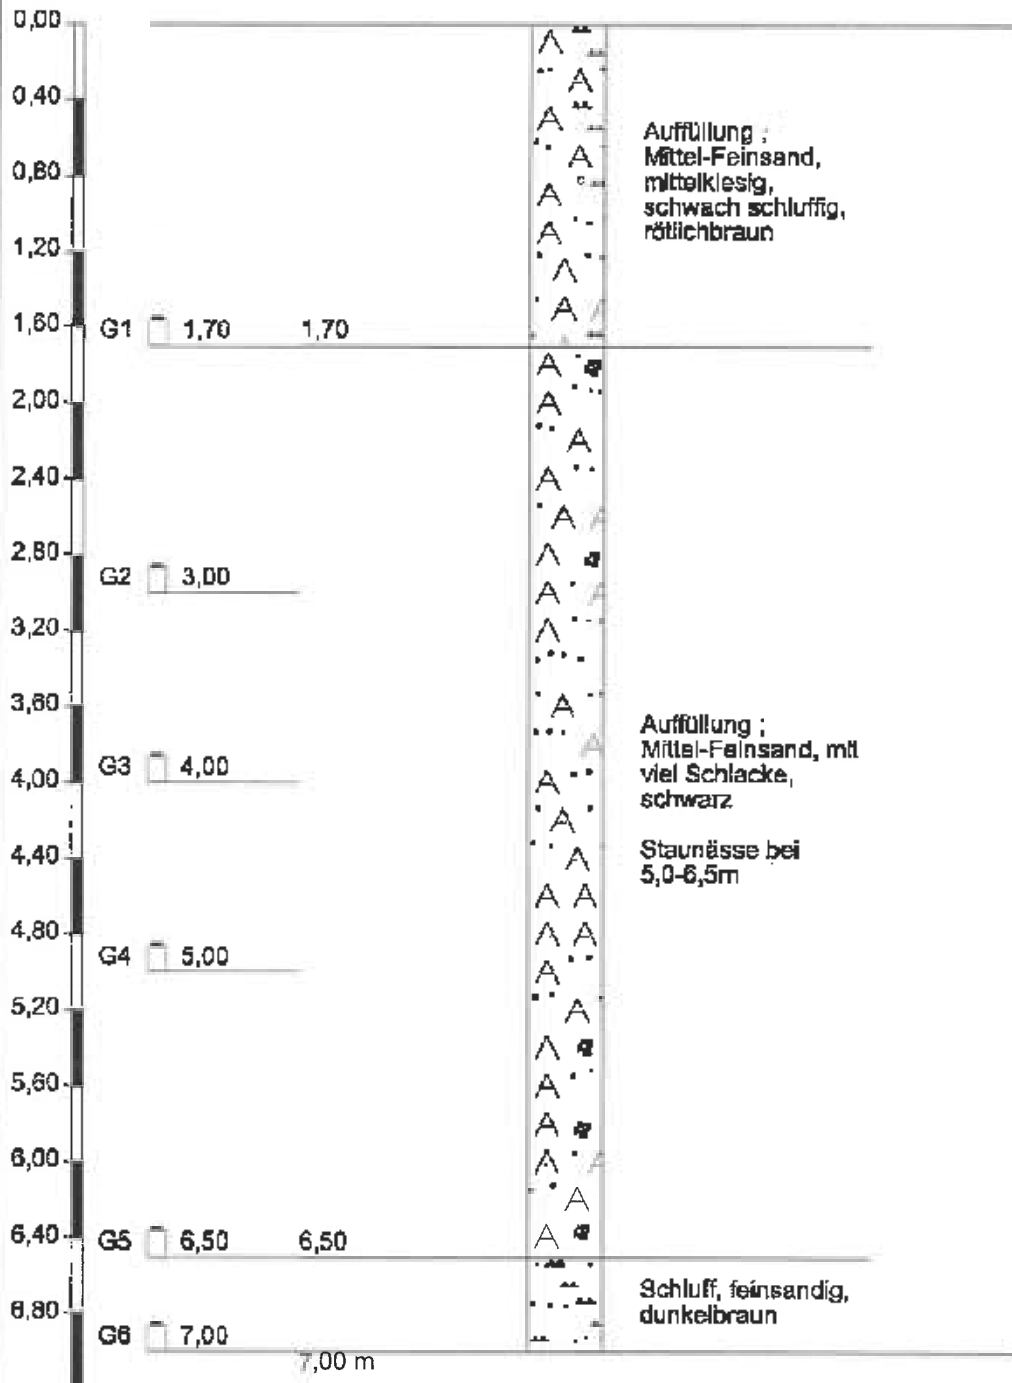 0,00
0,40
0,80
1,20
1,60
G1 1,70 1,70
Auffüllung ;
Mittel-Feinsand,
mittelkiesig,
schwach schluffig,
rötlichbraun
2,00
2,40
2,80
G2 3,00
3,20
3,60
G3 4,00
4,00
4,40
4,80
G4 5,00
5,20
5,60
6,00
Auffüllung ;
Mittel-Feinsand, mit
viel Schlacke,
schwarz
Staunässe bei
5,0-6,5m
6,40
G5 6,50 6,50
6,80
G6 7,00
7,00 m
Schluff, feinsandig,
dunkelbraun